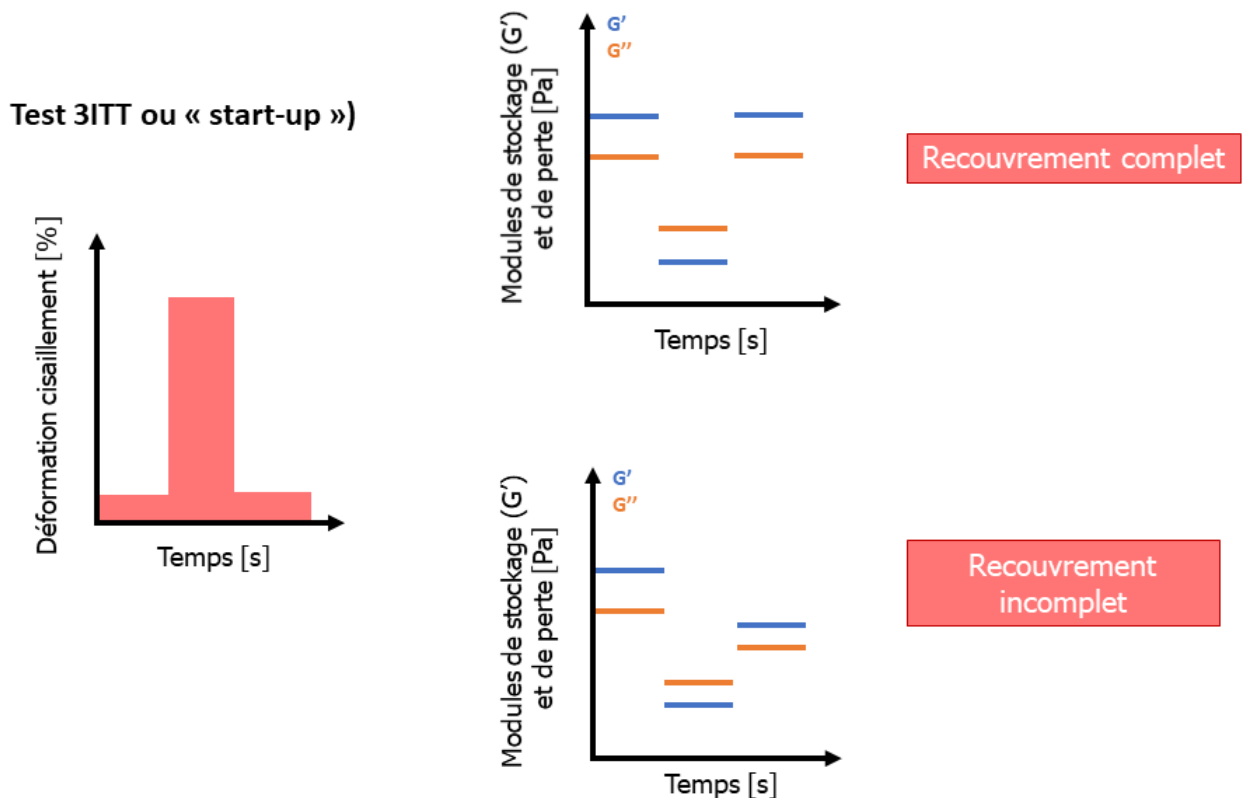 Test 3ITT ou « start-up »)
Déformation cisaillement [%]
Temps [s]
Modules de stockage (G’)
et de perte [Pa]
G’
G’’
Temps [s]
Recouvrement complet
Modules de stockage (G’)
et de perte [Pa]
G’
G’’
Temps [s]
Recouvrement
incomplet